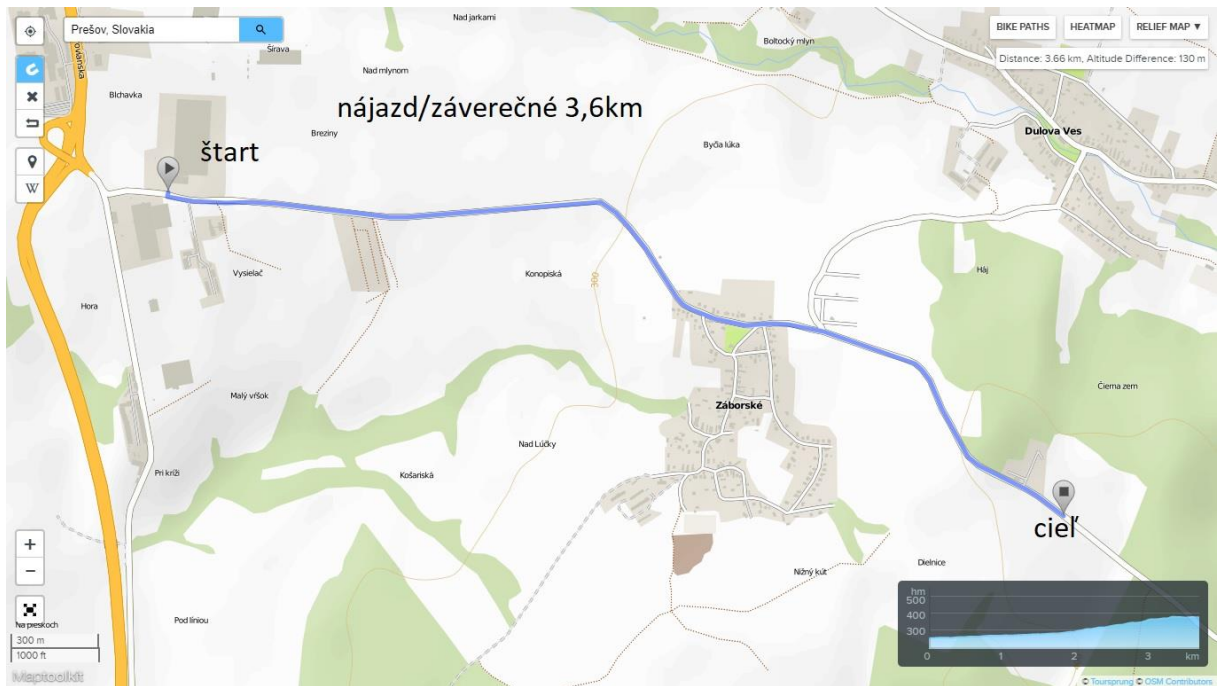 Prešov, Slovakia
Nad jarkami
BIKE PATHS
HEATMAP
RELIEF MAP ▼
Distance: 3.66 km, Altitude Difference: 130 m
Šírava
Boltocký mlyn
Nad mlynom
Blchavka
nájazd/záverečné 3,6km
Breziny
Dulova Ves
štart
Byčia lúka
W
Vysielač
Konopiská
300
Háj
Hora
Čierna zem
Malý vŕšok
Záborské
Nad Lúčky
Pri kríži
Košariská
cieľ
+
−
Dielnice
Nižný kút
Na pieskoch
Pod líniou
300 m
1000 ft
hm
500
400
300
0
1
2
3
km
Maptoolkit
© Toursprung © OSM Contributors